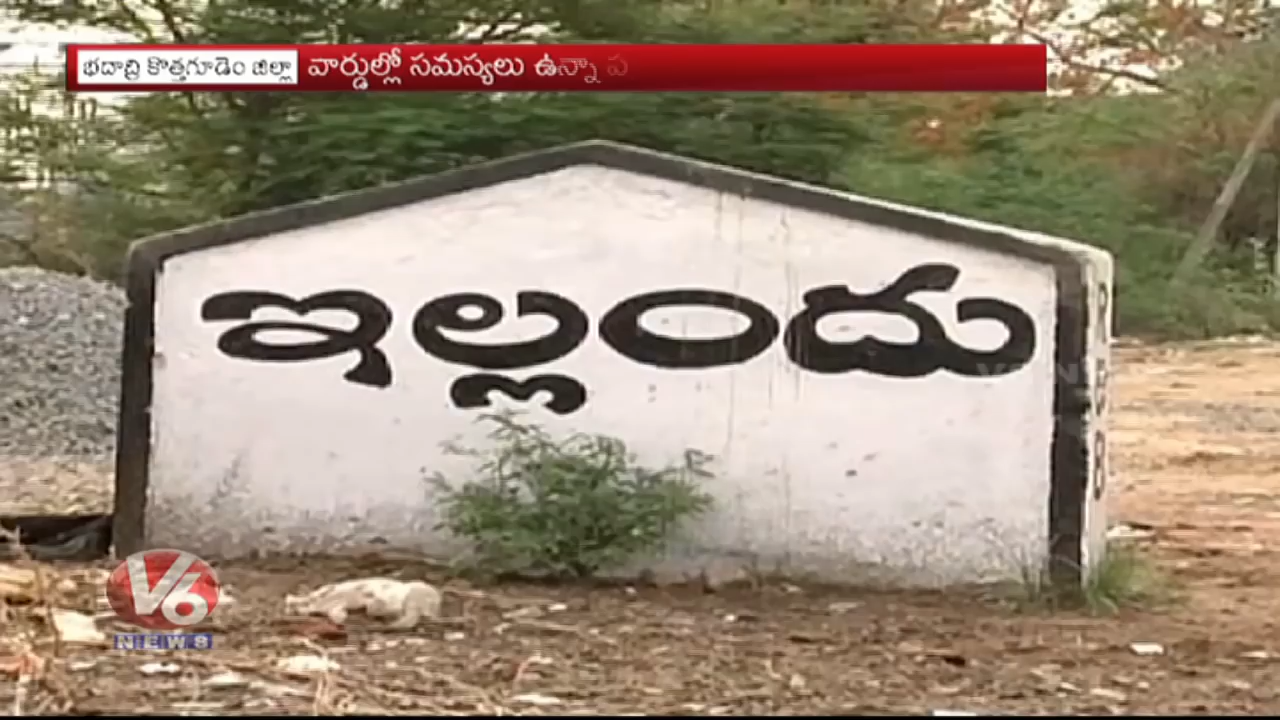 భద్రాద్రి కొత్తగూడెం జిల్లా వార్డుల్లో సమస్యలు ఉన్నా ప
ఇల్లందు
V6
NEWS